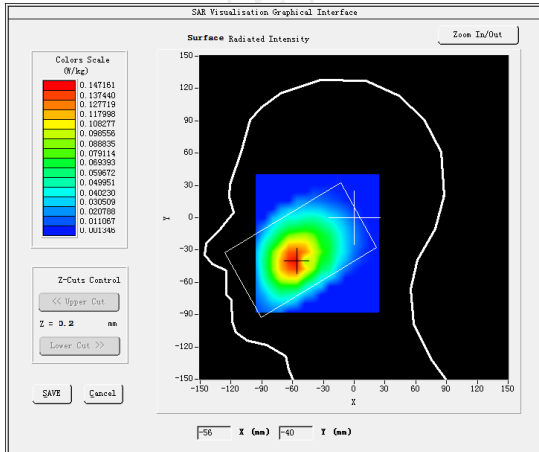 SAR Visualisation Graphical Interface
Surface Radiated Intensity
Zoom In/Out
Colors Scale
(W/kg)
0.147161
0.137440
0.127719
0.117998
0.108277
0.098556
0.088835
0.079114
0.069393
0.059672
0.049951
0.040230
0.030509
0.020788
0.011067
0.001346
Z-Cuts Control
<< Upper Cut
Z = 0.2 mm
Lower Cut >>
SAVE Cancel
150
120
90
60
30
Y 0
-30
-60
-90
-120
-150
-150 -120 -90 -60 -30 0 30 60 90 120 150
X
-56 X (mm) -40 Y (mm)